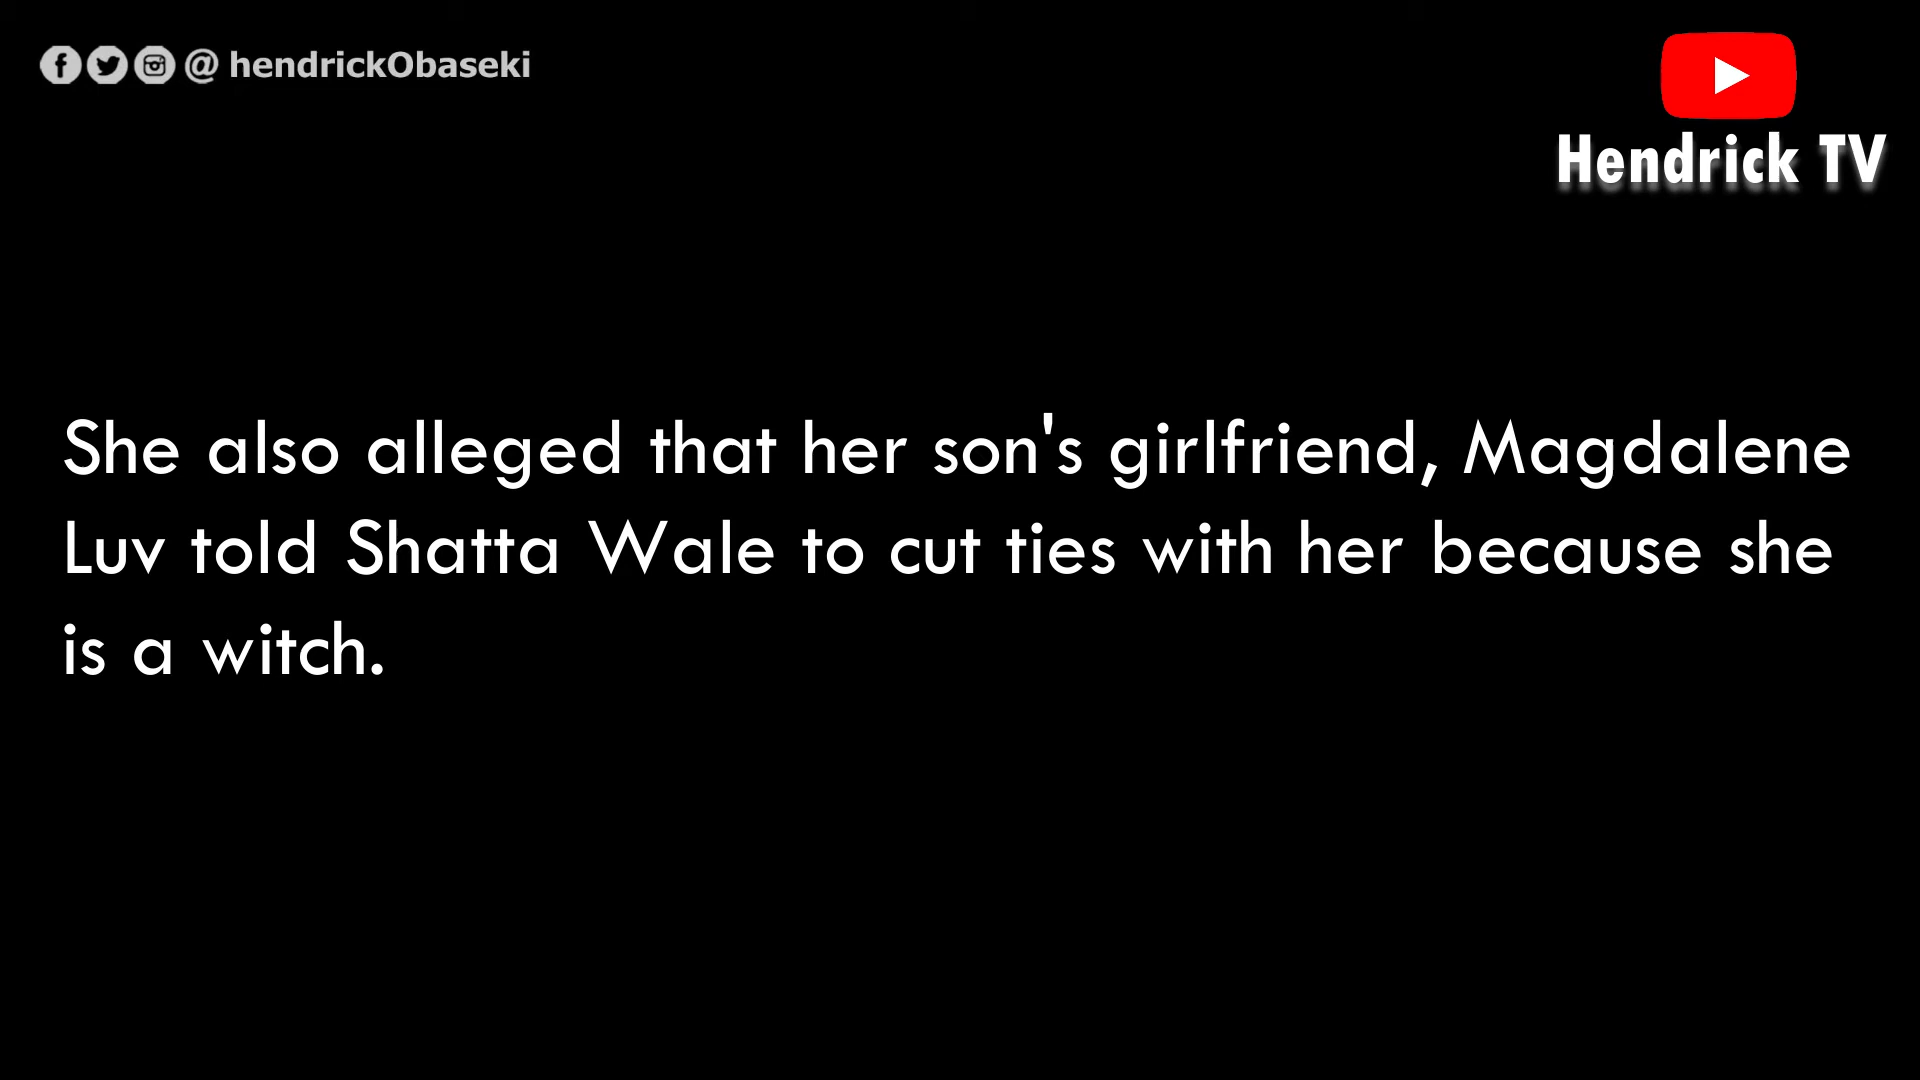 @ hendrickObaseki
Hendrick TV
She also alleged that her son's girlfriend, Magdalene
Luv told Shatta Wale to cut ties with her because she
is a witch.